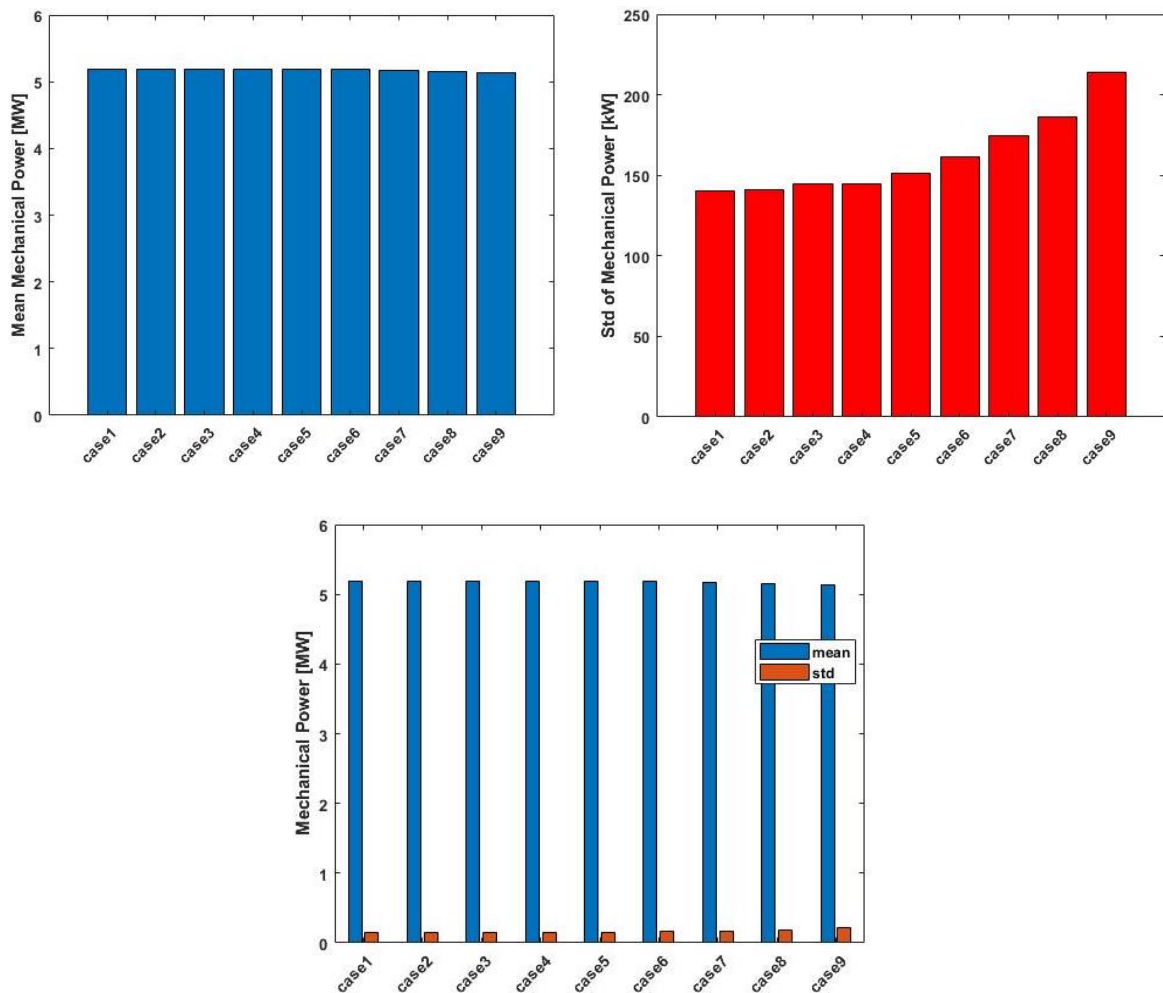 Mean Mechanical Power [MW]
6
5
4
3
2
1
0
case1
case2
case3
case4
case5
case6
case7
case8
case9
Std of Mechanical Power [kW]
250
200
150
100
50
0
case1
case2
case3
case4
case5
case6
case7
case8
case9
Mechanical Power [MW]
6
5
4
3
2
1
0
mean
std
case1
case2
case3
case4
case5
case6
case7
case8
case9